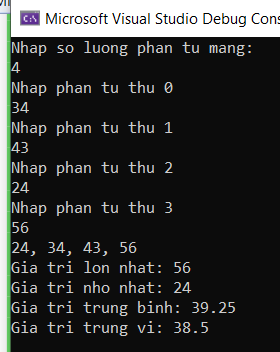 Microsoft Visual Studio Debug Cons
Nhap so luong phan tu mang:
4
Nhap phan tu thu 0
34
Nhap phan tu thu 1
43
Nhap phan tu thu 2
24
Nhap phan tu thu 3
56
24, 34, 43, 56
Gia tri lon nhat: 56
Gia tri nho nhat: 24
Gia tri trung binh: 39.25
Gia tri trung vi: 38.5